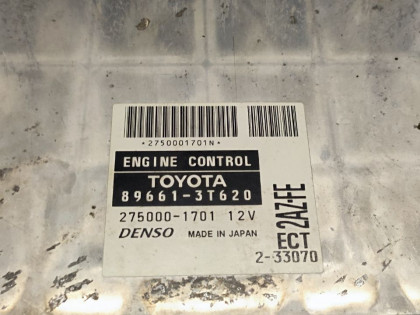 *2750001701N*
ENGINE CONTROL
TOYOTA
89661-3T620
275000-1701 12V
DENSO MADE IN JAPAN
2AZ-FE
ECT
2-33070